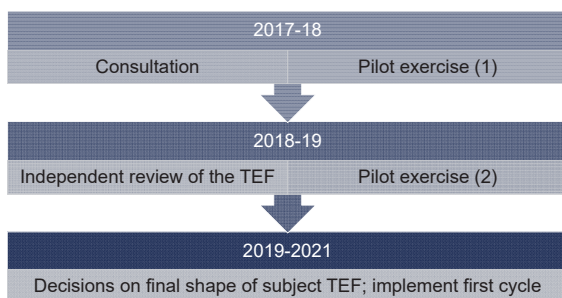 2017-18
Consultation
Pilot exercise (1)
2018-19
Independent review of the TEF
Pilot exercise (2)
2019-2021
Decisions on final shape of subject TEF; implement first cycle